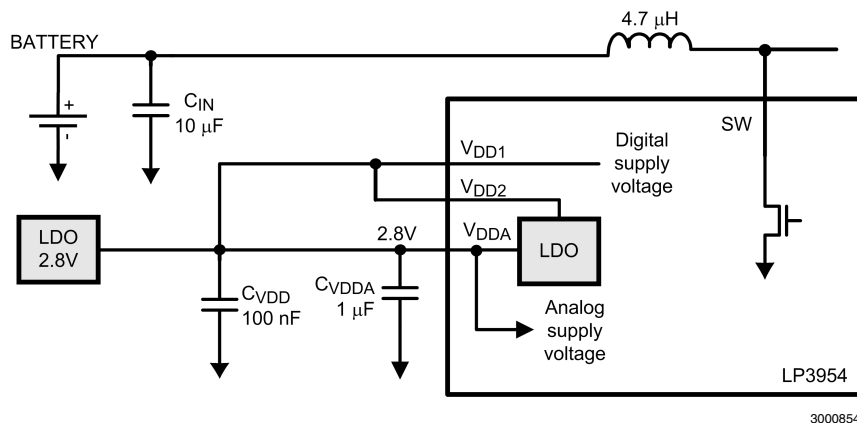 4.7 μH
BATTERY
+
-
CIN
10 μF
SW
VDD1
Digital
supply
voltage
VDD2
LDO
2.8V
2.8V
VDDA
LDO
CVDD
100 nF
CVDDA
1 μF
Analog
supply
voltage
LP3954
3000854